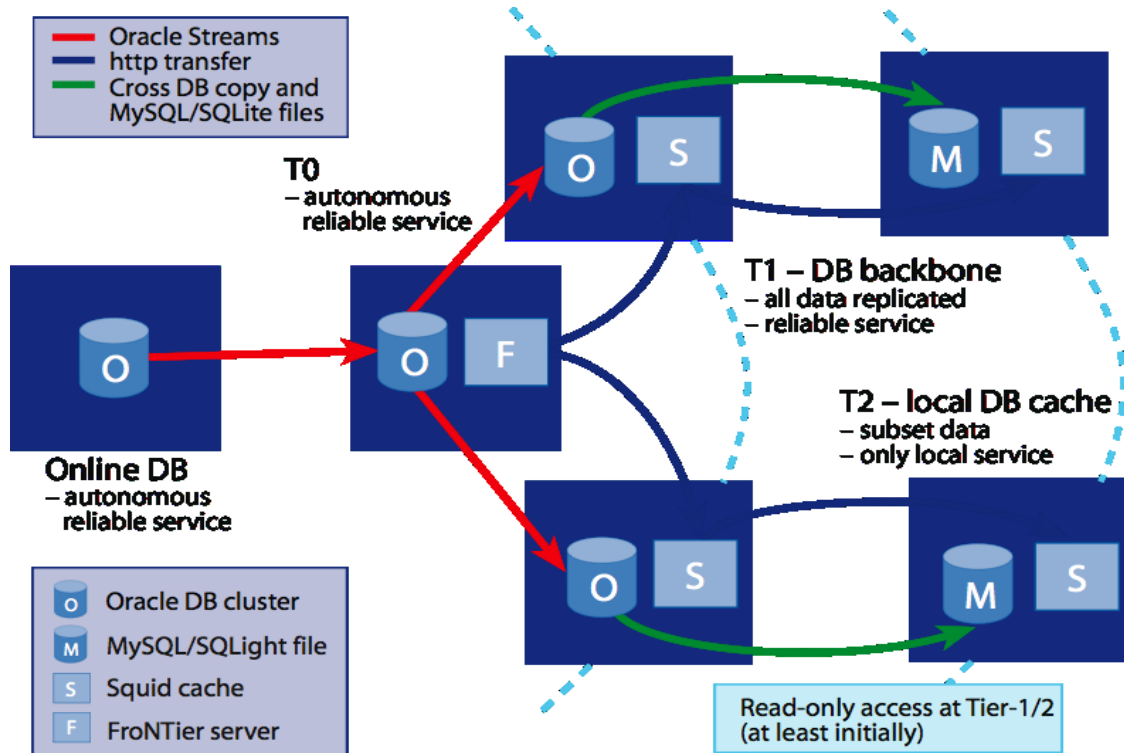 Oracle Streams
http transfer
Cross DB copy and
MySQL/SQLite files
T0
– autonomous
reliable service
O
S
M
S
T1 – DB backbone
– all data replicated
– reliable service
O
O
F
T2 – local DB cache
– subset data
– only local service
Online DB
– autonomous
reliable service
O
S
M
S
O Oracle DB cluster
M MySQL/SQLight file
S Squid cache
F FroNTier server
Read-only access at Tier-1/2
(at least initially)